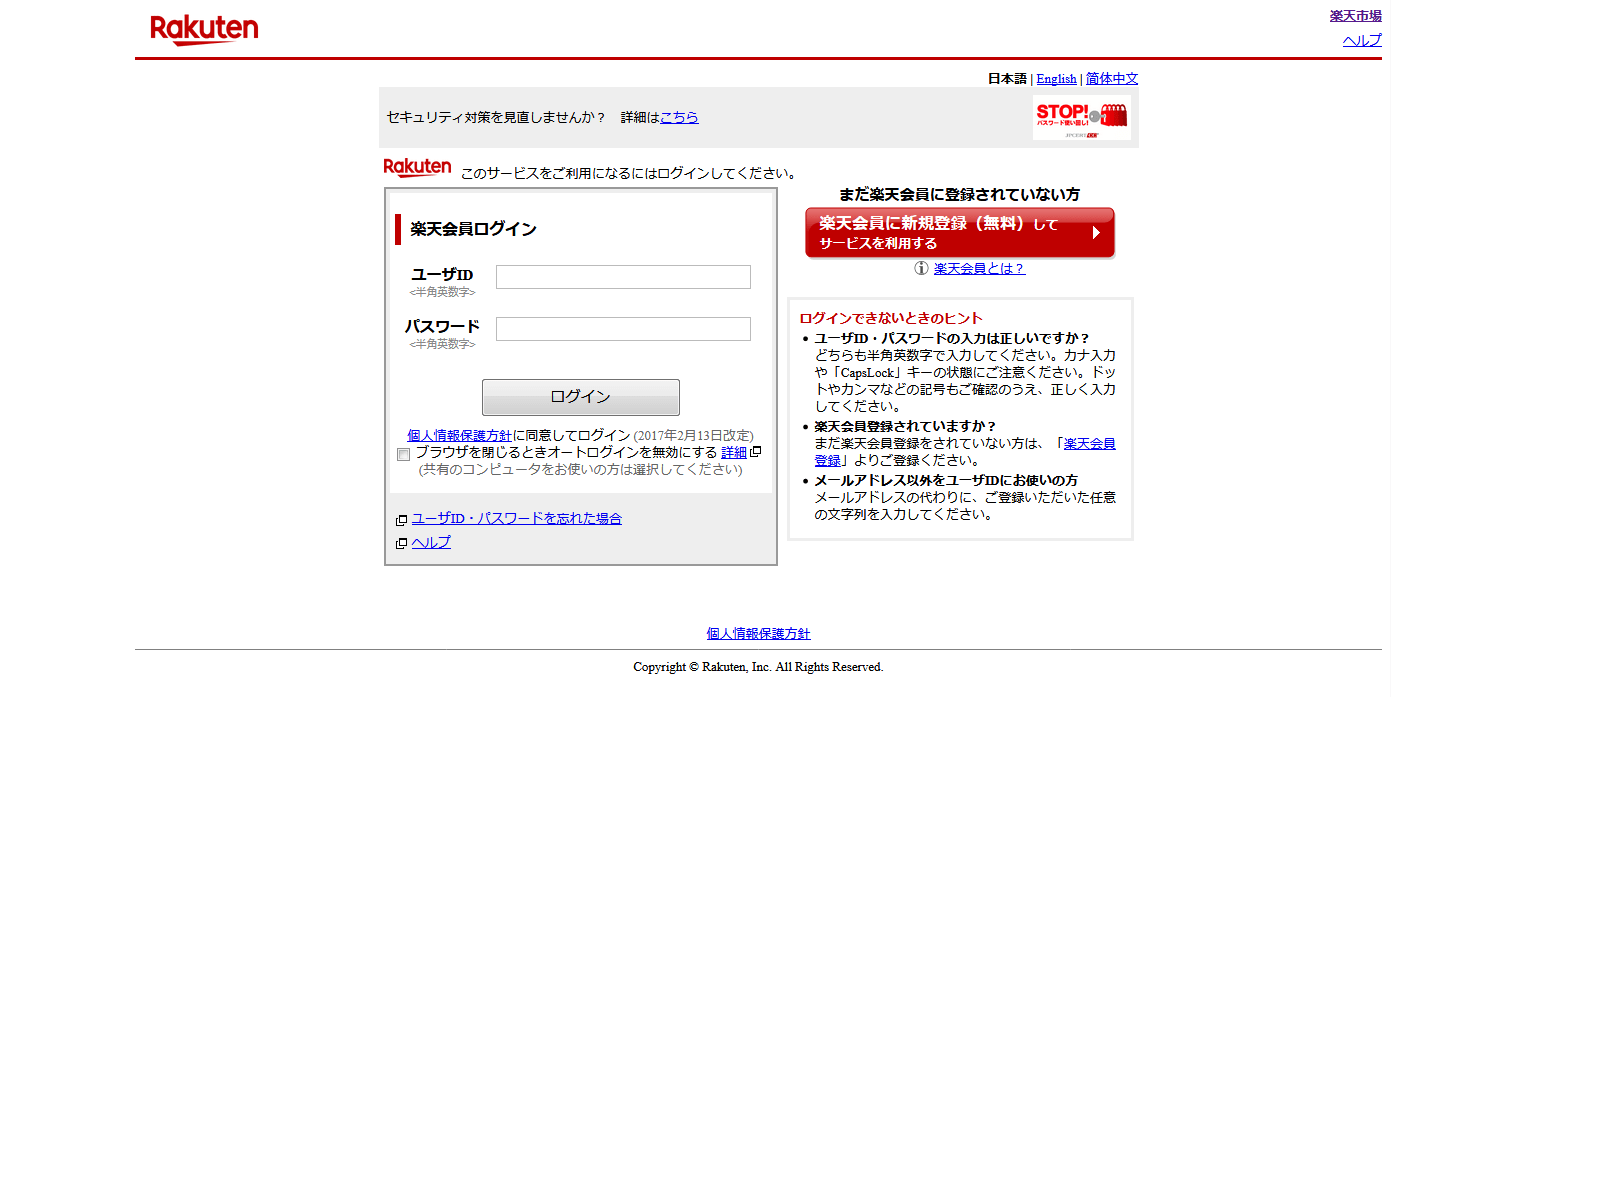 Rakuten
楽天市場
ヘルプ
日本語 | English | 简体中文
セキュリティ対策を見直しませんか？ 詳細はこちら
STOP!
パスワード使い回し!
JPCERT CC
Rakuten このサービスをご利用になるにはログインしてください。
楽天会員ログイン
ユーザID
<半角英数字>
パスワード
<半角英数字>
ログイン
個人情報保護方針に同意してログイン (2017年2月13日改定)
ブラウザを閉じるときオートログインを無効にする 詳細
(共有のコンピュータをお使いの方は選択してください)
ユーザID・パスワードを忘れた場合
ヘルプ
まだ楽天会員に登録されていない方
楽天会員に新規登録（無料）して
サービスを利用する
楽天会員とは？
ログインできないときのヒント
• ユーザID・パスワードの入力は正しいですか？
どちらも半角英数字で入力してください。カナ入力
や「CapsLock」キーの状態にご注意ください。ドッ
トやカンマなどの記号もご確認のうえ、正しく入力
してください。
• 楽天会員登録されていますか？
まだ楽天会員登録をされていない方は、「楽天会員
登録」よりご登録ください。
• メールアドレス以外をユーザIDにお使いの方
メールアドレスの代わりに、ご登録いただいた任意
の文字列を入力してください。
個人情報保護方針
Copyright © Rakuten, Inc. All Rights Reserved.